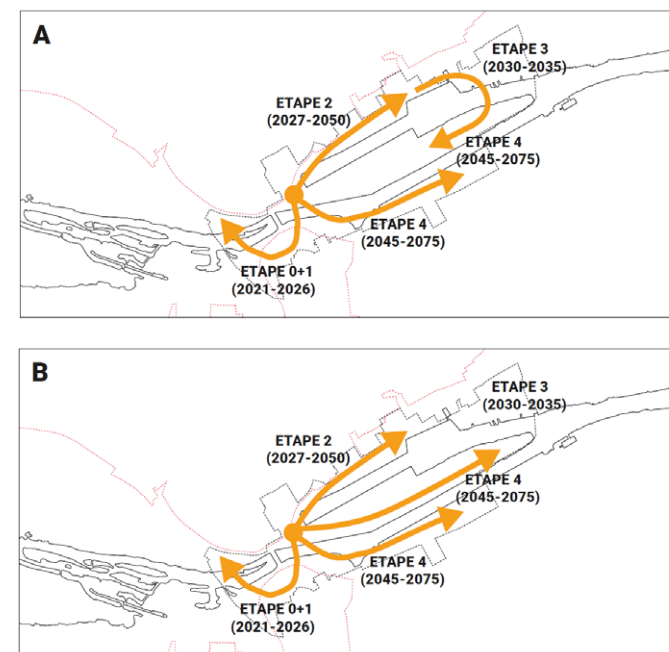 A
ETAPE 3
(2030-2035)
ETAPE 2
(2027-2050)
ETAPE 4
(2045-2075)
ETAPE 4
(2045-2075)
ETAPE 0+1
(2021-2026)
B
ETAPE 3
(2030-2035)
ETAPE 2
(2027-2050)
ETAPE 4
(2045-2075)
ETAPE 4
(2045-2075)
ETAPE 0+1
(2021-2026)